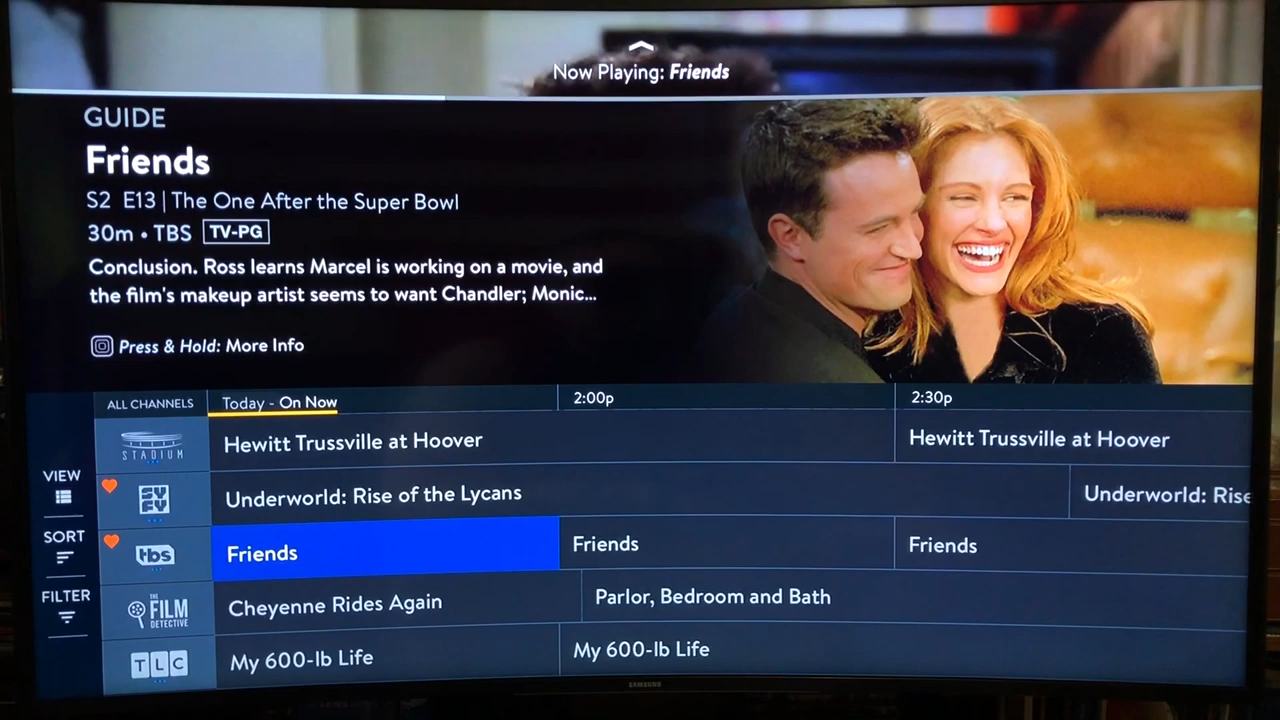 Now Playing: Friends
GUIDE
Friends
S2 E13 | The One After the Super Bowl
30m • TBS TV-PG
Conclusion. Ross learns Marcel is working on a movie, and
the film's makeup artist seems to want Chandler; Monic...
Press & Hold: More Info
ALL CHANNELS Today - On Now 2:00p 2:30p
STADIUM Hewitt Trussville at Hoover Hewitt Trussville at Hoover
VIEW
SYFY Underworld: Rise of the Lycans Underworld: Rise
SORT
tbs Friends Friends Friends
FILTER
THE FILM DETECTIVE Cheyenne Rides Again Parlor, Bedroom and Bath
TLC My 600-lb Life My 600-lb Life
SAMSUNG